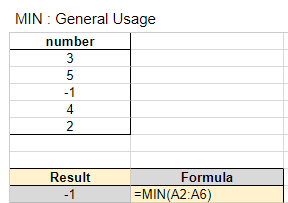 MIN : General Usage
number
3
5
-1
4
2
Result Formula
-1 =MIN(A2:A6)